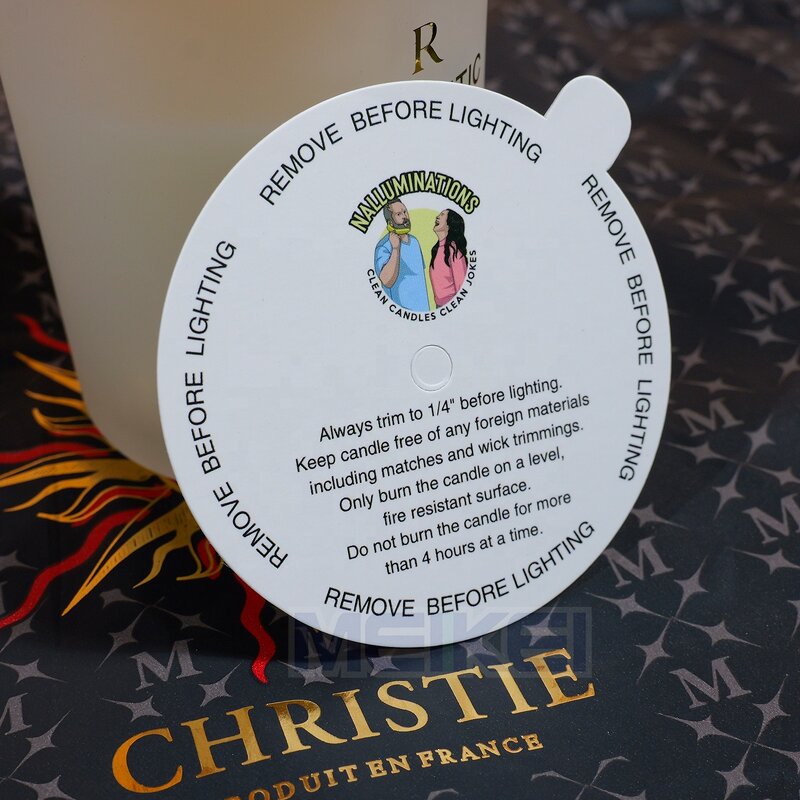 R
REMOVE BEFORE LIGHTING
REMOVE BEFORE LIGHTING
REMOVE BEFORE LIGHTING
REMOVE BEFORE LIGHTING
NALLUMINATIONS
CLEAN CANDLES CLEAN JOKES
Always trim to 1/4" before lighting.
Keep candle free of any foreign materials
including matches and wick trimmings.
Only burn the candle on a level,
fire resistant surface.
Do not burn the candle for more
than 4 hours at a time.
MEIKEI
CHRISTIE
EN FRANCE
M
M
M
M
M
M